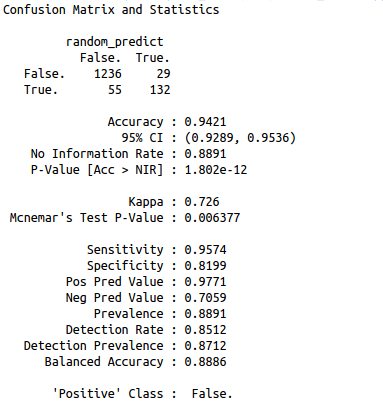 Confusion Matrix and Statistics
random_predict
False. True.
False. 1236 29
True. 55 132
Accuracy : 0.9421
95% CI : (0.9289, 0.9536)
No Information Rate : 0.8891
P-Value [Acc > NIR] : 1.802e-12
Kappa : 0.726
Mcnemar's Test P-Value : 0.006377
Sensitivity : 0.9574
Specificity : 0.8199
Pos Pred Value : 0.9771
Neg Pred Value : 0.7059
Prevalence : 0.8891
Detection Rate : 0.8512
Detection Prevalence : 0.8712
Balanced Accuracy : 0.8886
'Positive' Class : False.